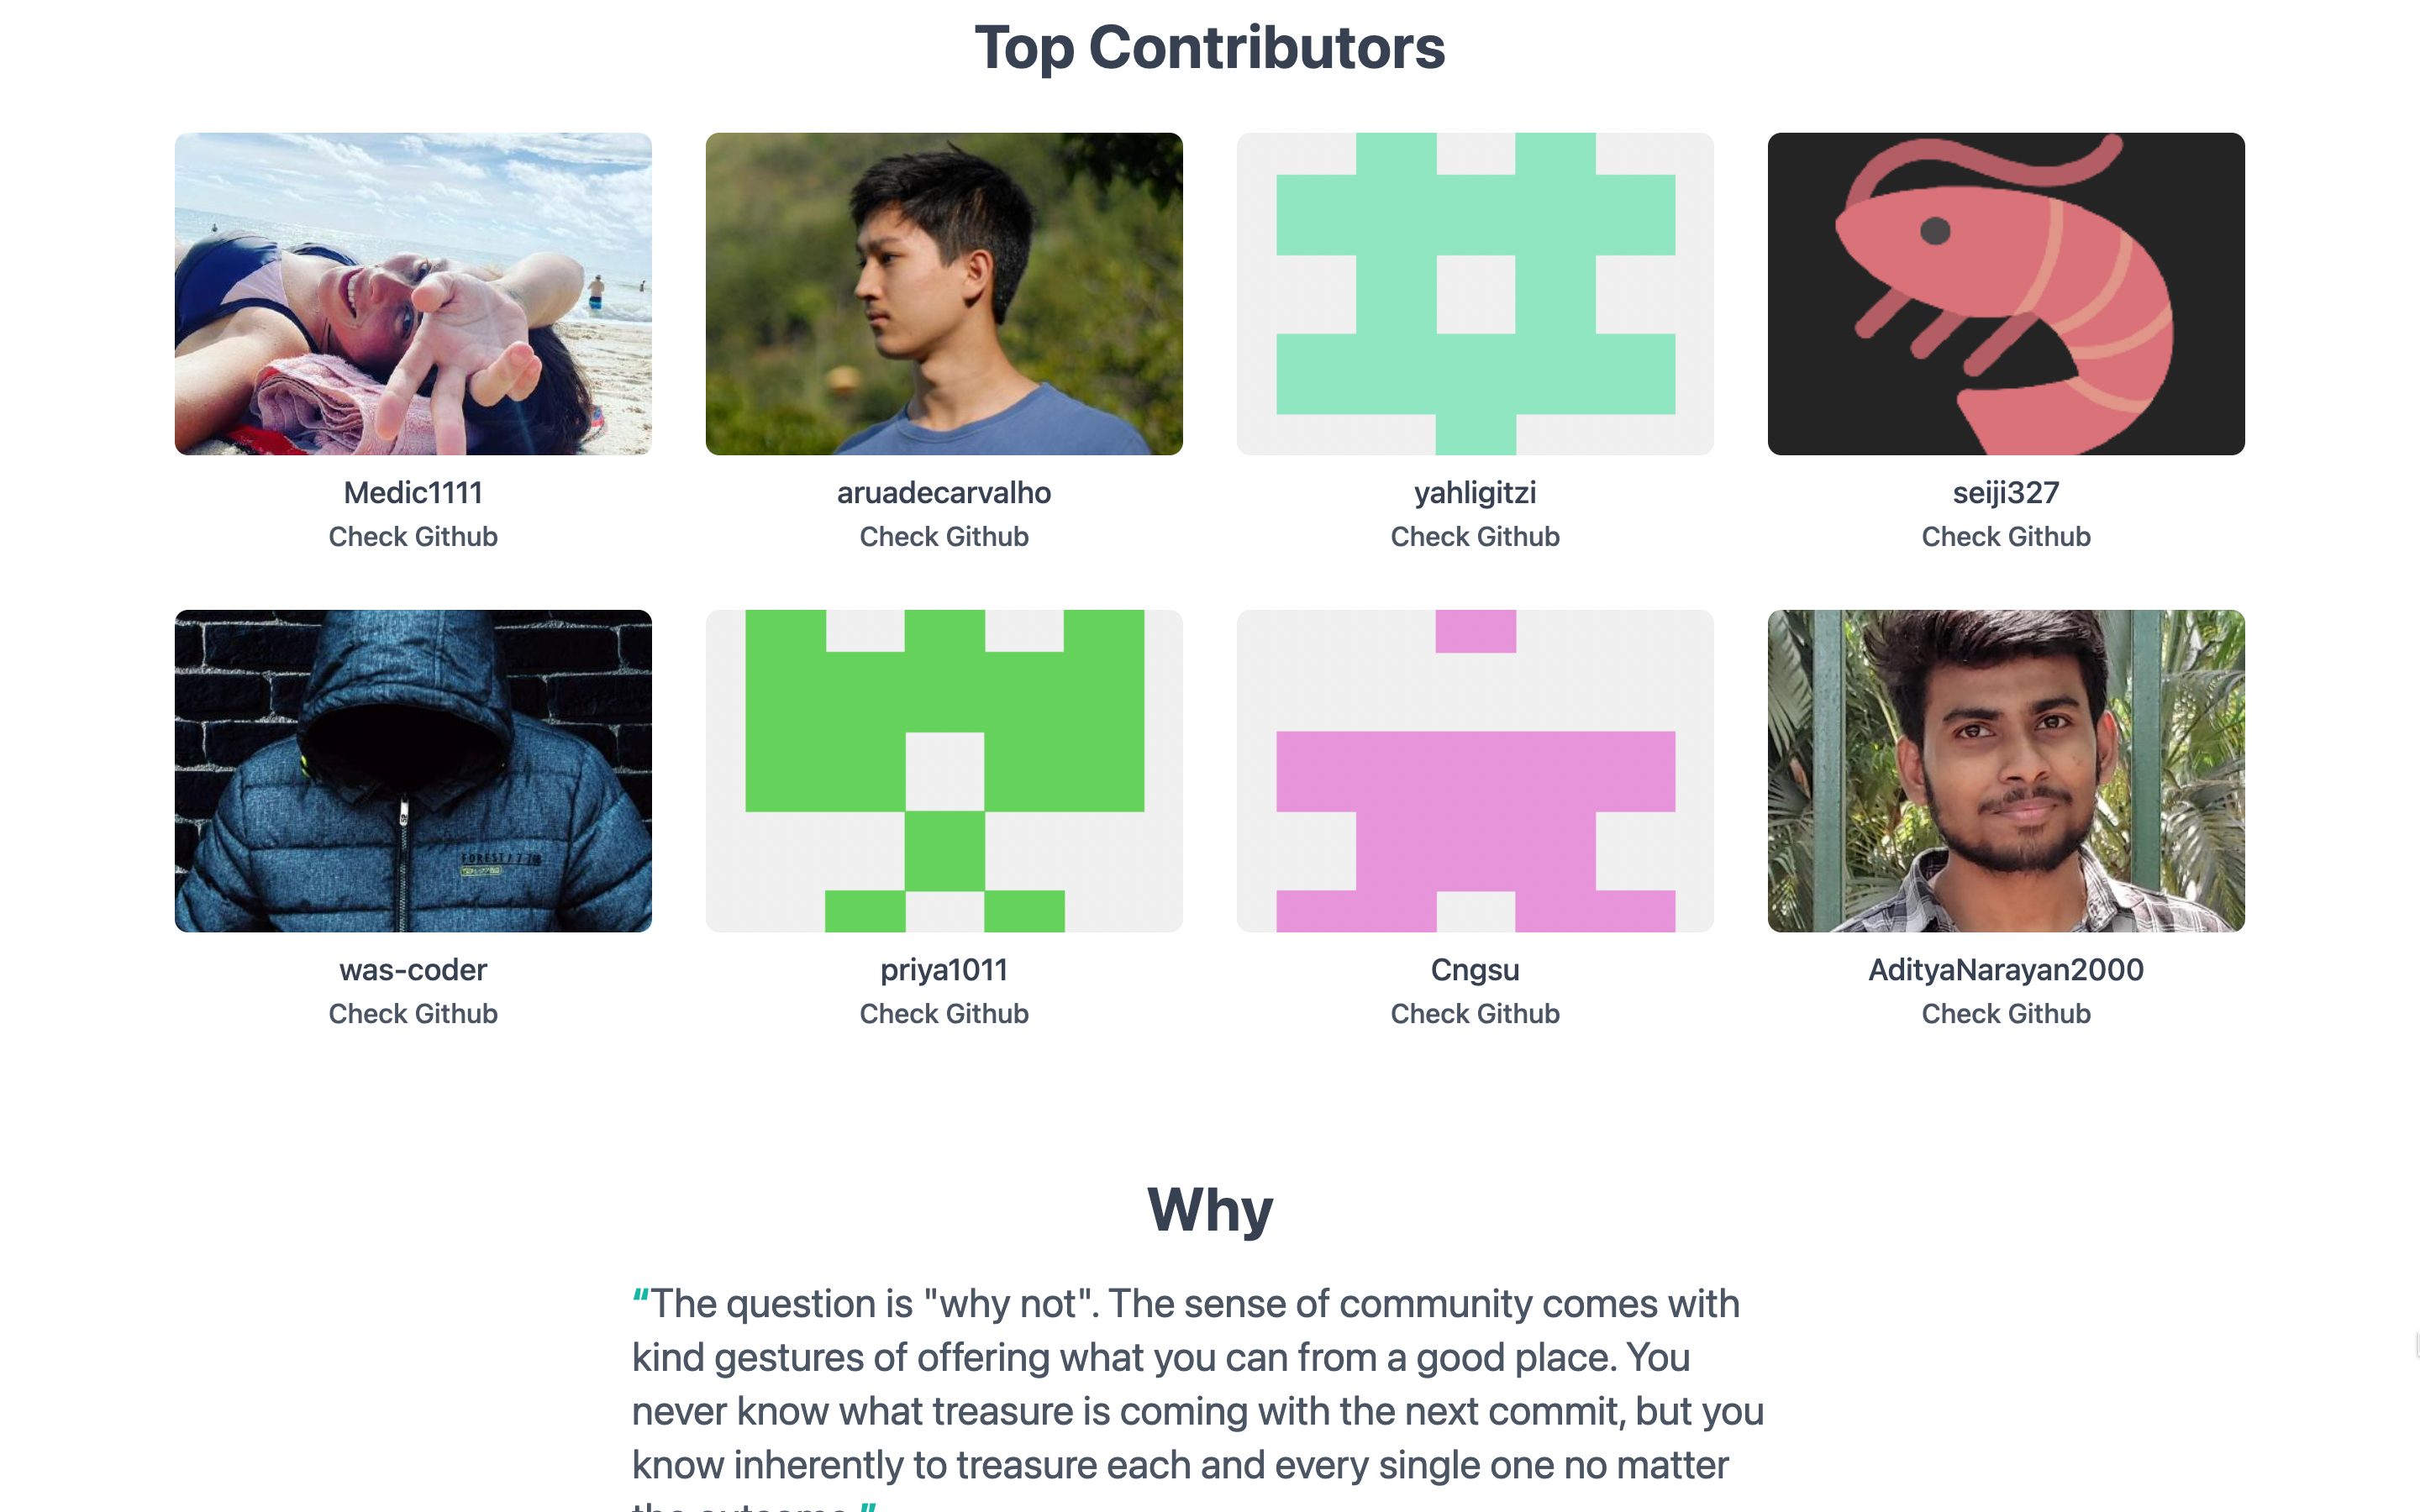 Top Contributors
Medic1111
aruadecarvalho
yahligitzi
seiji327
Check Github
Check Github
Check Github
Check Github
was-coder
priya1011
Cngsu
AdityaNarayan2000
Check Github
Check Github
Check Github
Check Github
Why
“The question is "why not". The sense of community comes with
kind gestures of offering what you can from a good place. You
never know what treasure is coming with the next commit, but you
know inherently to treasure each and every single one no matter
the outcome.”